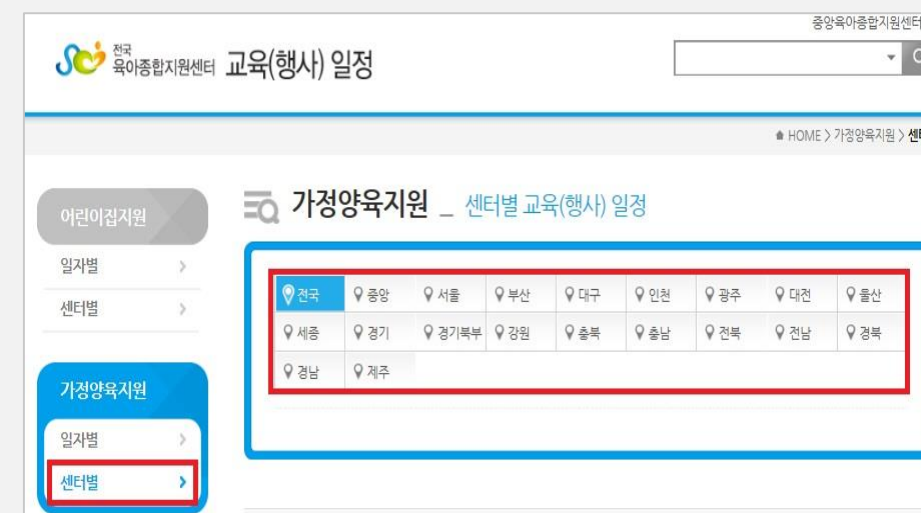 중앙육아종합지원센터
전국
육아종합지원센터 교육(행사) 일정
HOME > 가정양육지원 >
어린이집지원
일자별 >
센터별 >
가정양육지원
일자별 >
센터별 >
가정양육지원 _ 센터별 교육(행사) 일정
전국 중앙 서울 부산 대구 인천 광주 대전 울산
세종 경기 경기북부 강원 충북 충남 전북 전남 경북
경남 제주